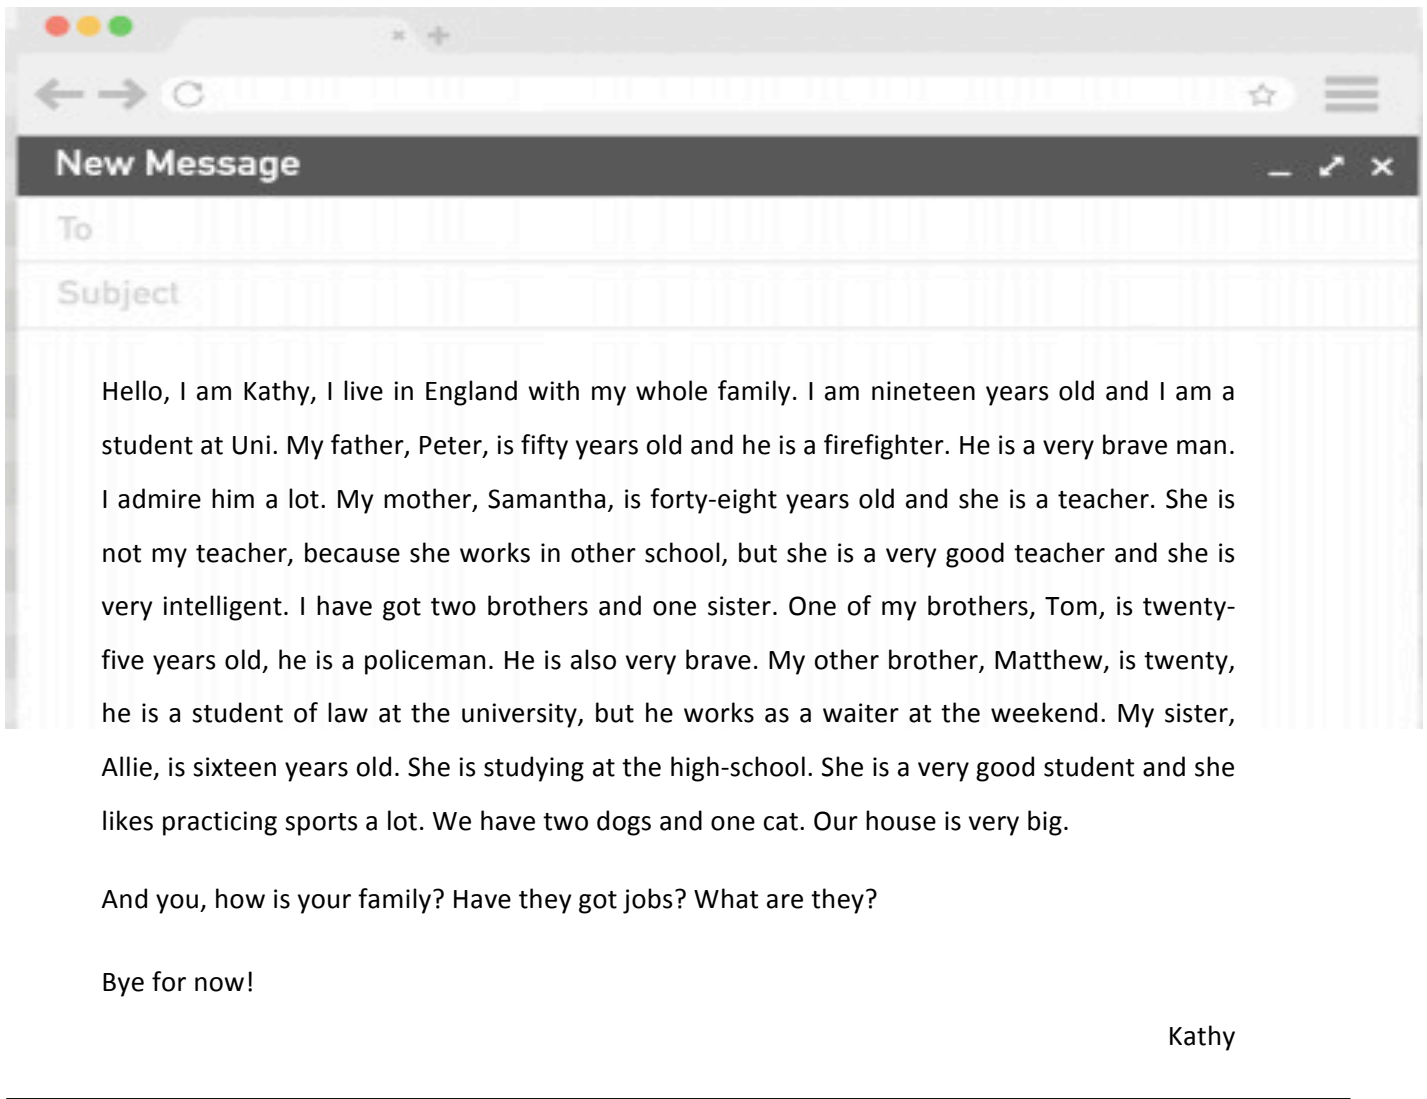 New Message
To
Subject
Hello, I am Kathy, I live in England with my whole family. I am nineteen years old and I am a
student at Uni. My father, Peter, is fifty years old and he is a firefighter. He is a very brave man.
I admire him a lot. My mother, Samantha, is forty-eight years old and she is a teacher. She is
not my teacher, because she works in other school, but she is a very good teacher and she is
very intelligent. I have got two brothers and one sister. One of my brothers, Tom, is twenty-
five years old, he is a policeman. He is also very brave. My other brother, Matthew, is twenty,
he is a student of law at the university, but he works as a waiter at the weekend. My sister,
Allie, is sixteen years old. She is studying at the high-school. She is a very good student and she
likes practicing sports a lot. We have two dogs and one cat. Our house is very big.
And you, how is your family? Have they got jobs? What are they?
Bye for now!
Kathy